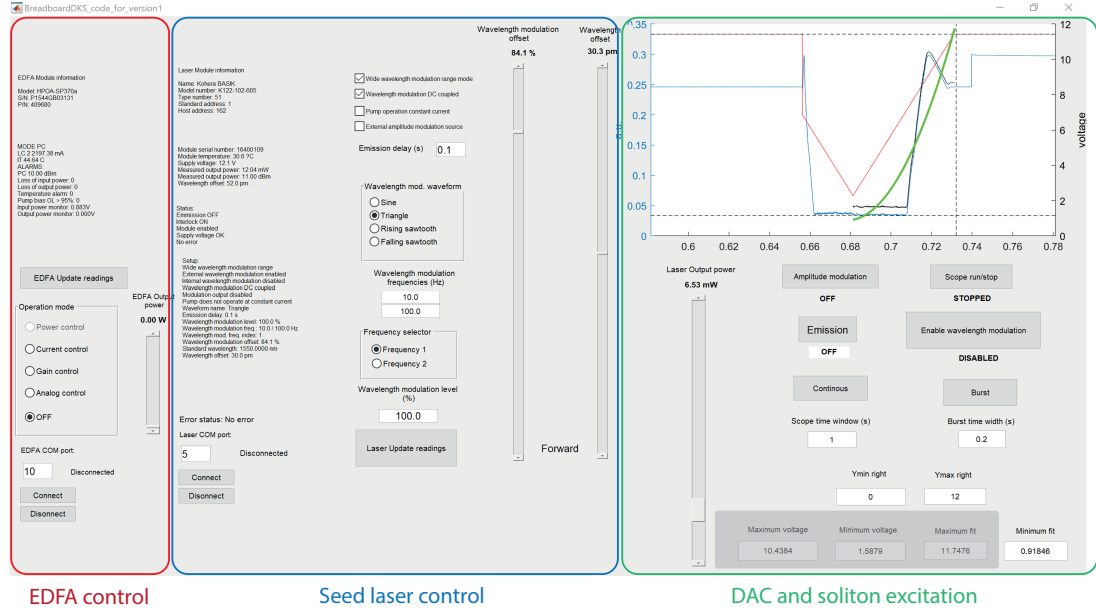 BreadboardDKS_code_for_version1
EDFA Module information
Model: HPOA-SP370a
S/N: P1544GB03131
P/N: 409680
MODE PC
LC 2 2197.38 mA
IT 44.64 C
ALARMS:
PC 10.00 dBm
Loss of input power: 0
Loss of output power: 0
Temperature alarm: 0
Pump bias OL > 95%: 0
Input power monitor: 0.883V
Output power monitor: 0.000V
EDFA Update readings
Operation mode
Power control
Current control
Gain control
Analog control
OFF
EDFA Output
power
0.00 W
EDFA COM port:
10
Disconnected
Connect
Disonnect
EDFA control
Laser Module information
Name: Kohera BASIK
Model number: K122-102-605
Type number: 51
Standard address: 1
Host address: 162
Module serial number: 16400109
Module temperature: 30.6 ?C
Supply voltage: 12.1 V
Measured output power: 12.04 mW
Measured output power: 11.00 dBm
Wavelength offset: 52.0 pm
Status:
Emmission OFF
Interlock ON
Module enabled
Supply voltage OK
No error
Setup:
Wide wavelength modulation range
External wavelength modulation enabled
Internal wavelength modulation disabled
Wavelength modulation DC coupled
Modulation output disabled
Pump does not operate at constant current
Waveform name: Triangle
Emission delay: 0.1 s
Wavelength modulation level: 100.0 %
Wavelength modulation freq.: 10.0 / 100.0 Hz
Wavelength mod. freq. index: 1
Wavelength modulation offset: 84.1 %
Standard wavelength: 1550.0000 nm
Wavelength offset: 30.0 pm
Error status: No error
Laser COM port:
5
Disconnected
Connect
Disonnect
Wide wavelength modulation range mode
Wavelength modulation DC coupled
Pump operation constant current
External amplitude modulation source
Emission delay (s)
0.1
Wavelength mod. waveform
Sine
Triangle
Rising sawtooth
Falling sawtooth
Wavelength modulation
frequencies (Hz)
10.0
100.0
Frequency selector
Frequency 1
Frequency 2
Wavelength modulation level
(%)
100.0
Laser Update readings
Wavelength modulation
offset
84.1 %
Wavelength
offset
30.3 pm
Forward
Seed laser control
0.35
0.3
0.25
0.2
0.15
0.1
0.05
0
0.6
0.62
0.64
0.66
0.68
0.7
0.72
0.74
0.76
0.78
12
10
8
6
4
2
0
voltage
Laser Output power
6.53 mW
Amplitude modulation
OFF
Scope run/stop
STOPPED
Emission
OFF
Enable wavelength modulation
DISABLED
Continous
Burst
Scope time window (s)
1
Burst time width (s)
0.2
Ymin right
0
Ymax right
12
Maximum voltage
10.4384
Minimum voltage
1.5879
Maximum fit
11.7476
Minimum fit
0.91846
DAC and soliton excitation